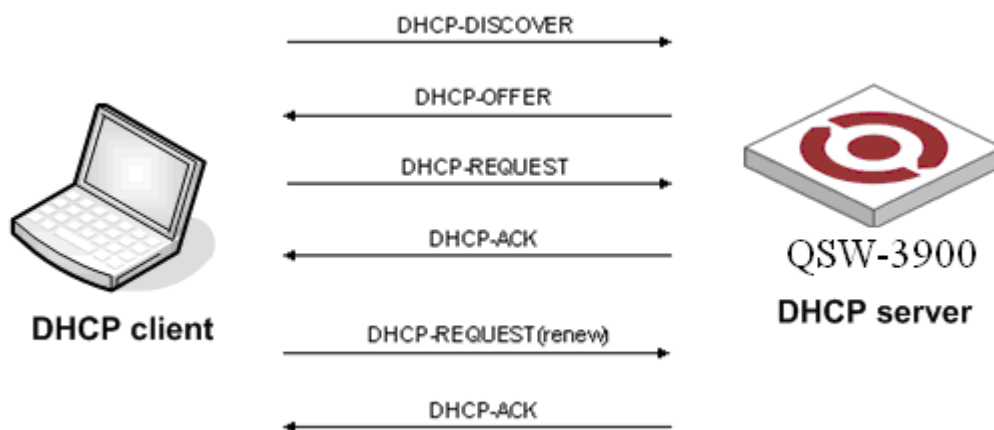 DHCP-DISCOVER
DHCP-OFFER
DHCP-REQUEST
DHCP-ACK
QSW-3900
DHCP client
DHCP server
DHCP-REQUEST(renew)
DHCP-ACK